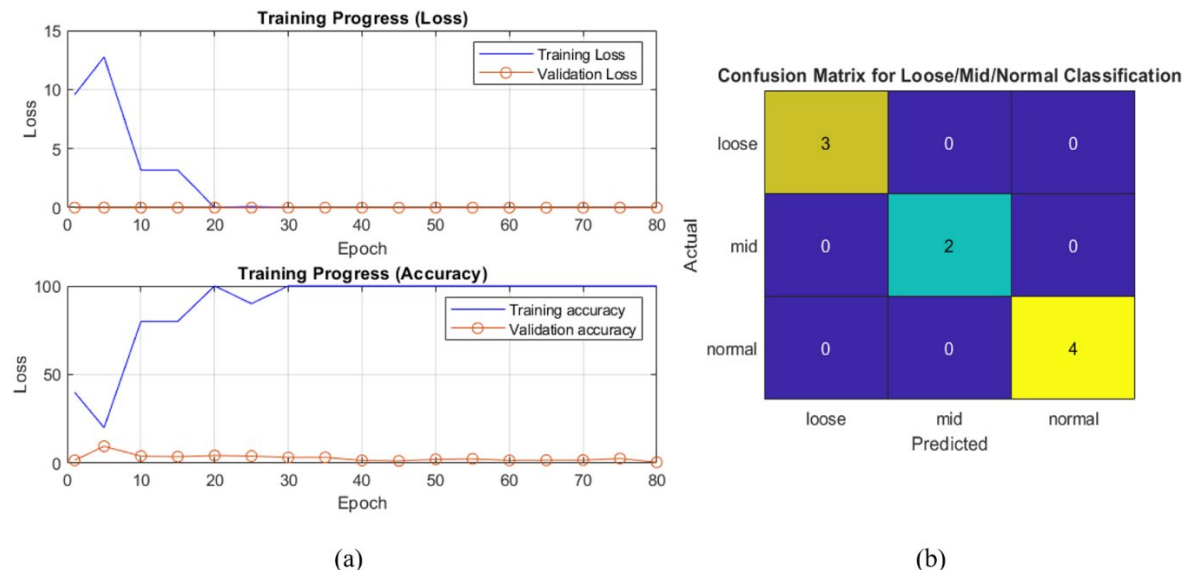 Training Progress (Loss)
15
10
5
0
Loss
Training Loss
Validation Loss
0 10 20 30 40 50 60 70 80
Epoch
Training Progress (Accuracy)
100
50
0
Loss
Training accuracy
Validation accuracy
0 10 20 30 40 50 60 70 80
Epoch
(a)
Confusion Matrix for Loose/Mid/Normal Classification
Actual
loose 3 0 0
mid 0 2 0
normal 0 0 4
loose mid normal
Predicted
(b)